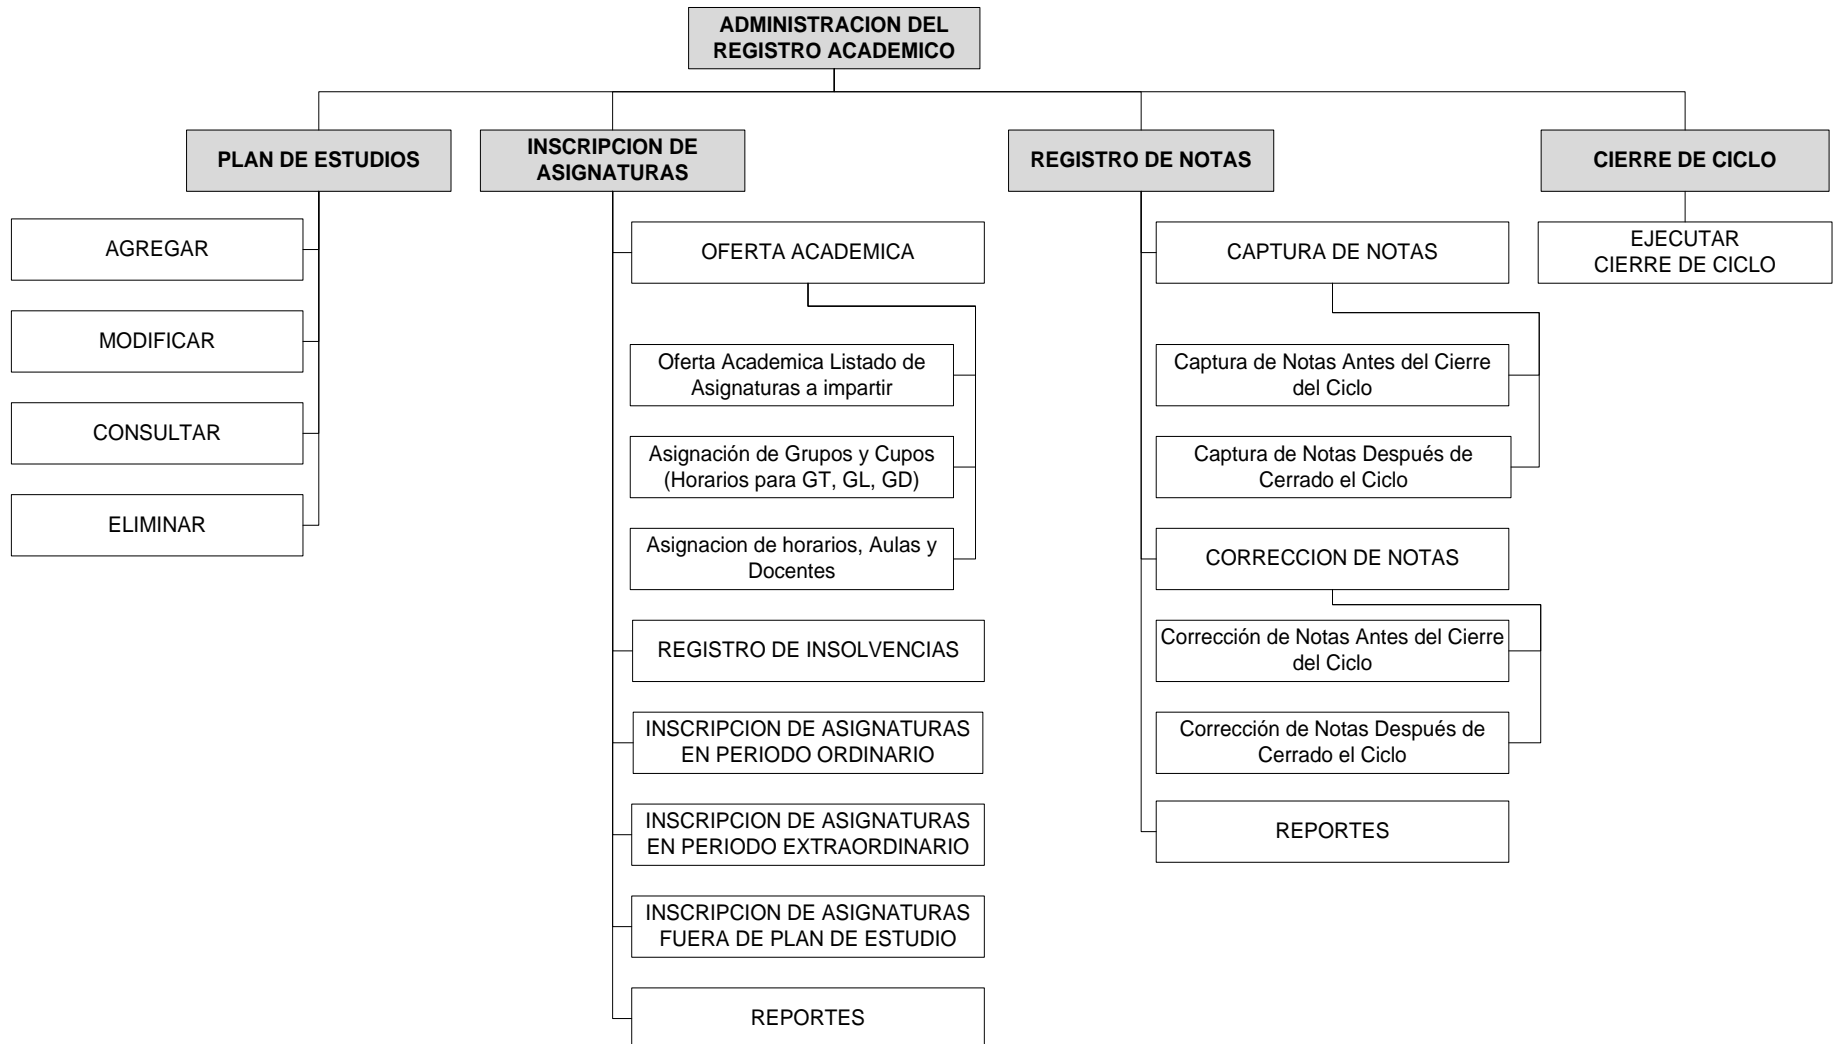 ADMINISTRACION DEL
REGISTRO ACADEMICO
PLAN DE ESTUDIOS
AGREGAR
MODIFICAR
CONSULTAR
ELIMINAR
INSCRIPCION DE
ASIGNATURAS
OFERTA ACADEMICA
Oferta Academica Listado de
Asignaturas a impartir
Asignación de Grupos y Cupos
(Horarios para GT, GL, GD)
Asignacion de horarios, Aulas y
Docentes
REGISTRO DE INSOLVENCIAS
INSCRIPCION DE ASIGNATURAS
EN PERIODO ORDINARIO
INSCRIPCION DE ASIGNATURAS
EN PERIODO EXTRAORDINARIO
INSCRIPCION DE ASIGNATURAS
FUERA DE PLAN DE ESTUDIO
REPORTES
REGISTRO DE NOTAS
CAPTURA DE NOTAS
Captura de Notas Antes del Cierre
del Ciclo
Captura de Notas Después de
Cerrado el Ciclo
CORRECCION DE NOTAS
Corrección de Notas Antes del Cierre
del Ciclo
Corrección de Notas Después de
Cerrado el Ciclo
REPORTES
CIERRE DE CICLO
EJECUTAR
CIERRE DE CICLO